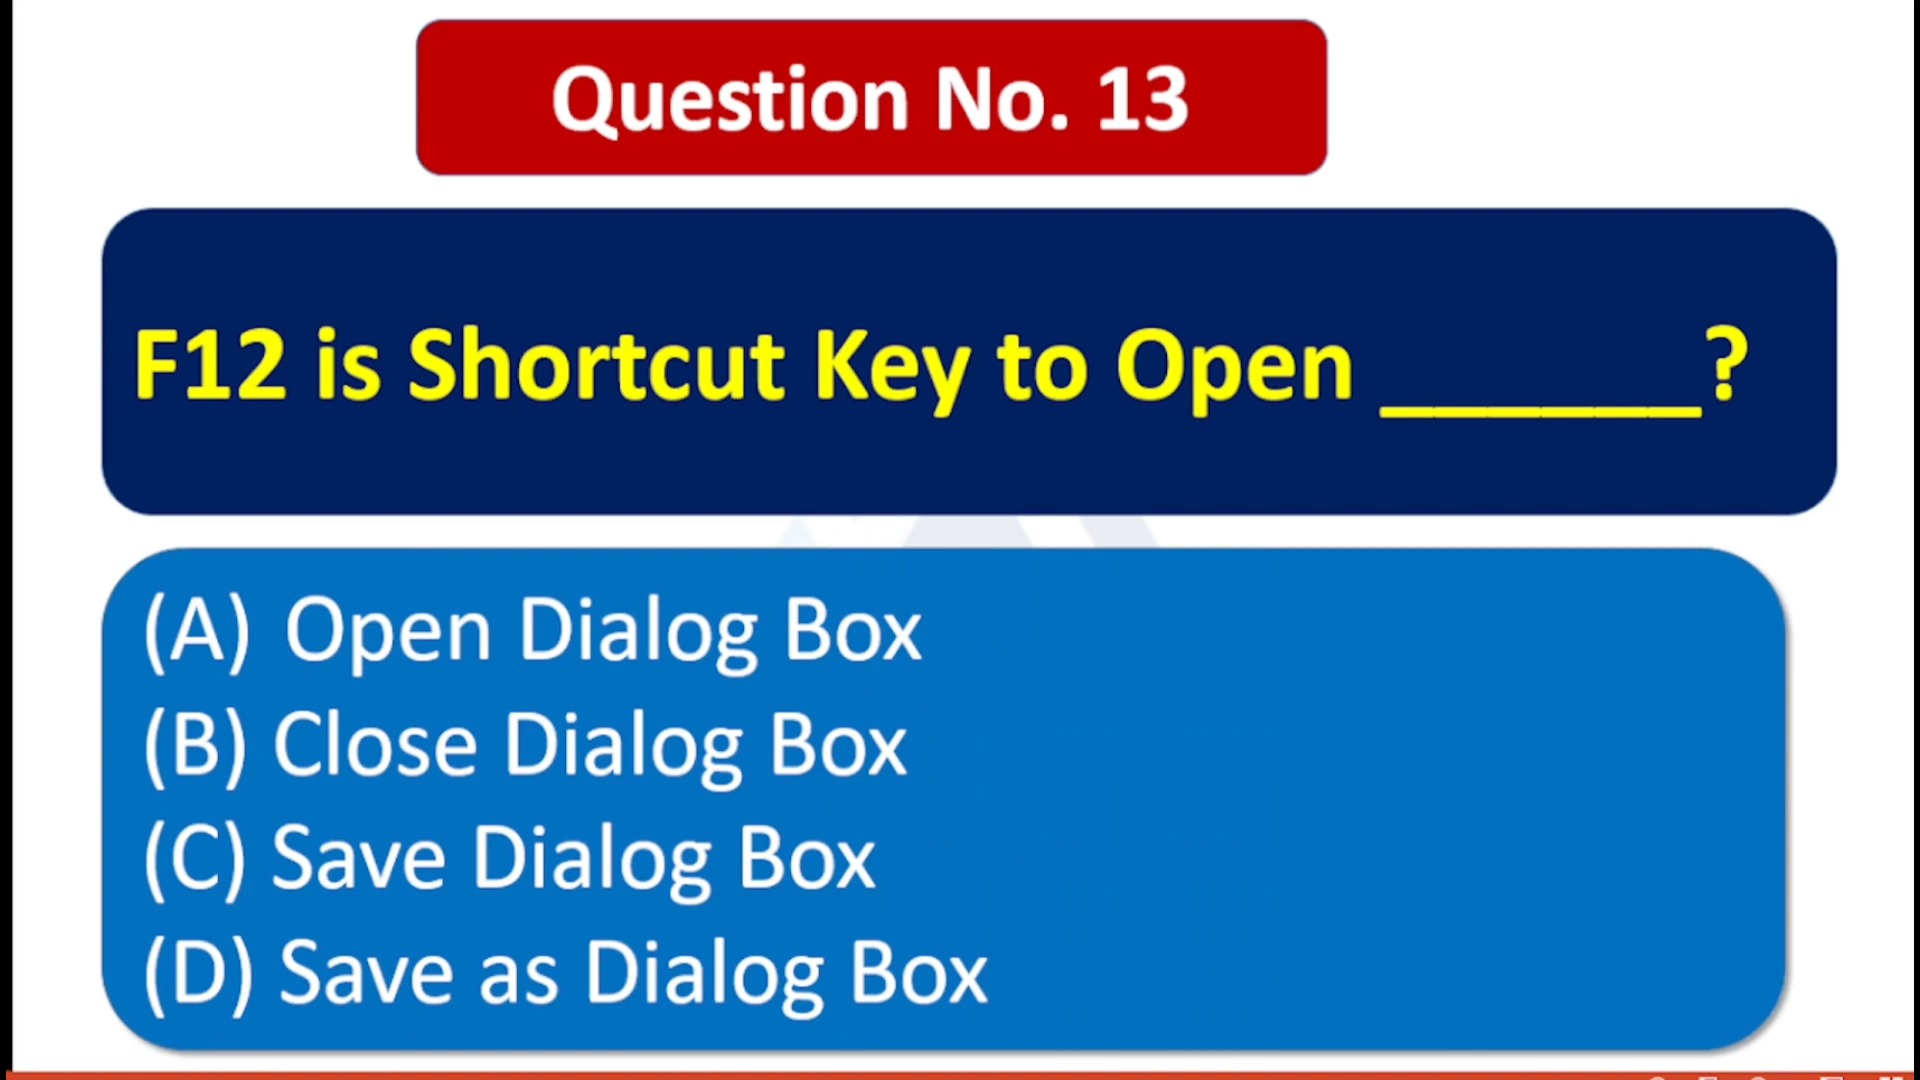 Question No. 13
F12 is Shortcut Key to Open ______?
(A) Open Dialog Box
(B) Close Dialog Box
(C) Save Dialog Box
(D) Save as Dialog Box